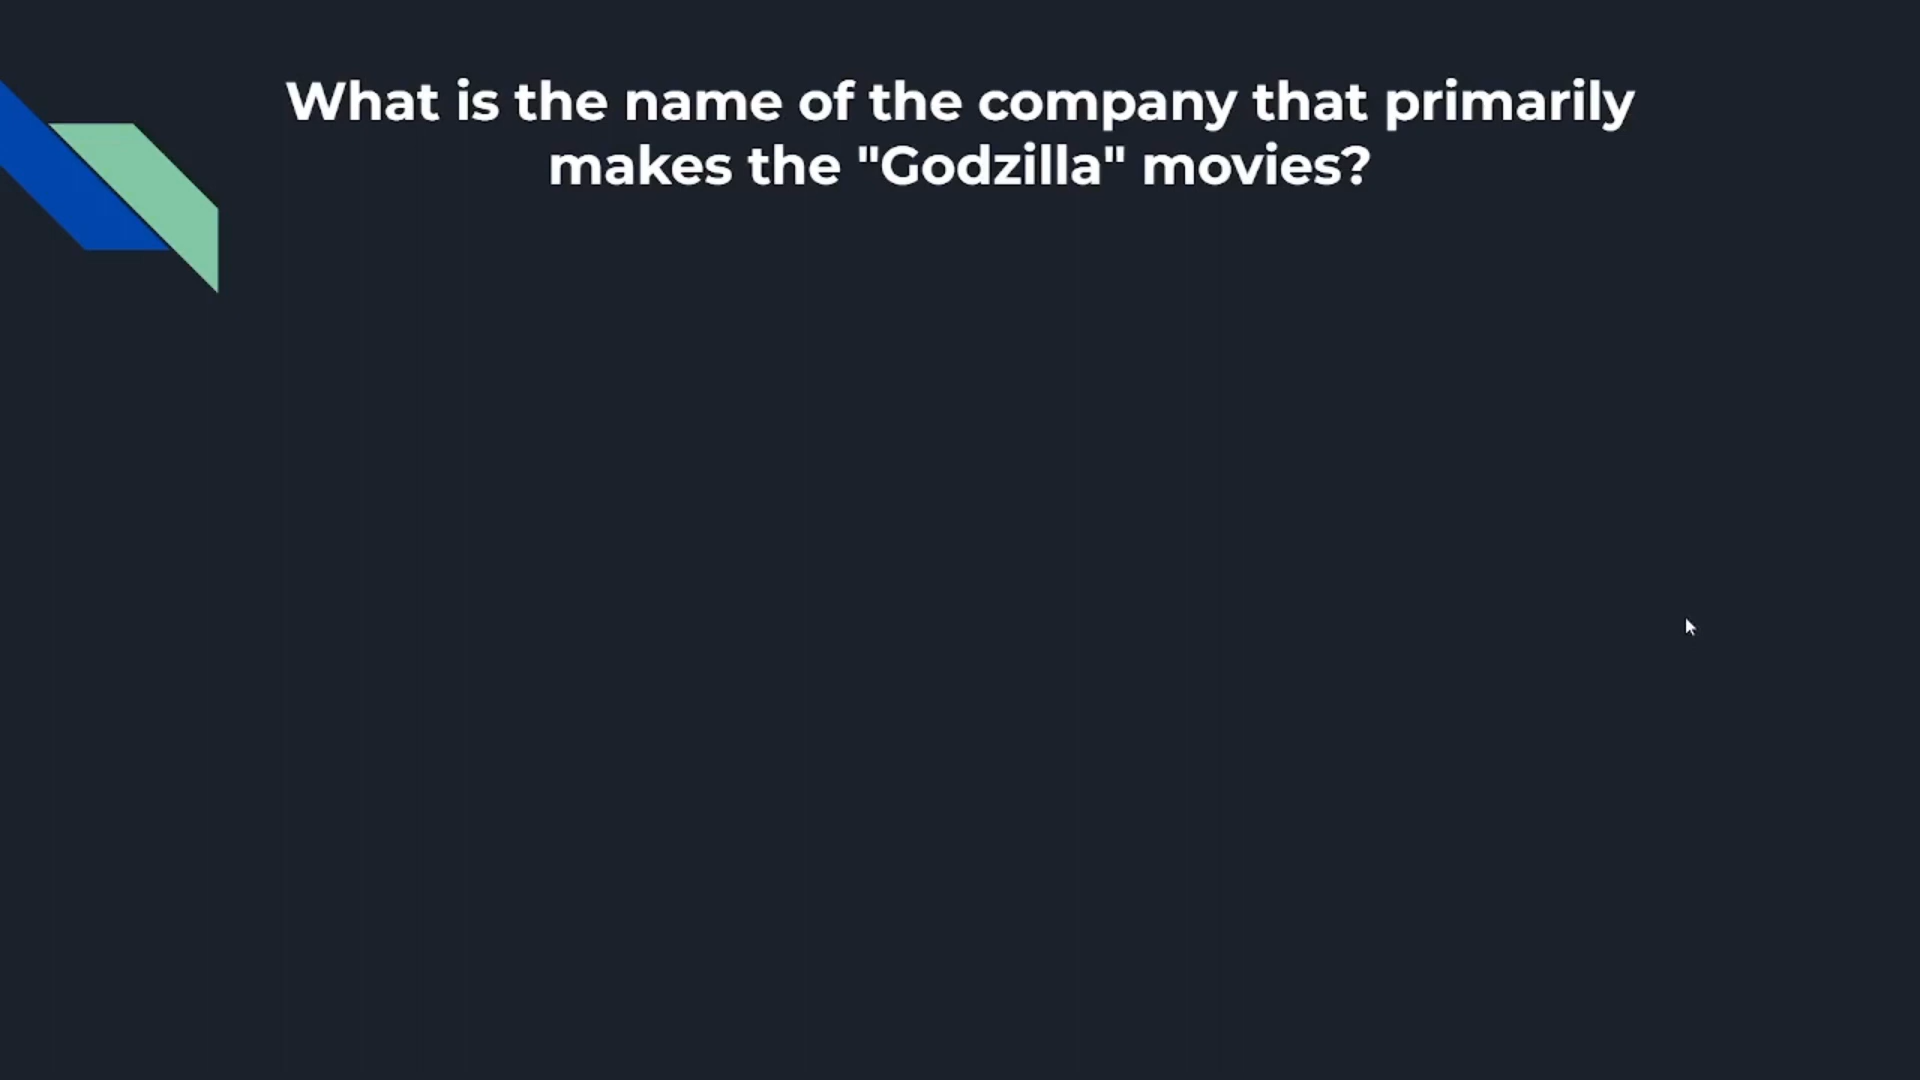 What is the name of the company that primarily
makes the "Godzilla" movies?